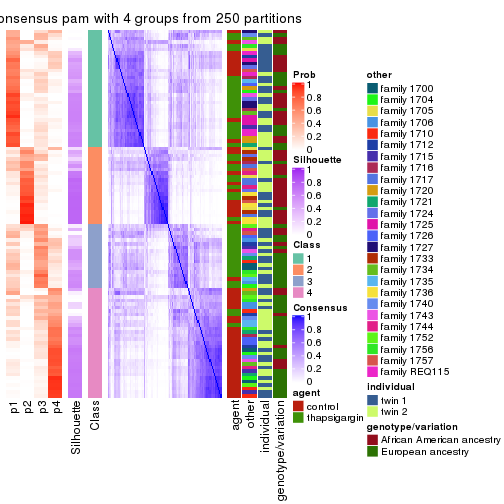 onsensus pam with 4 groups from 250 partitions
p1
p2
p3
p4
Silhouette
Class
agent
other
individual
genotype/variation
Prob
1
0.8
0.6
0.4
0.2
0
Silhouette
1
0.8
0.6
0.4
0.2
0
Class
1
2
3
4
Consensus
1
0.8
0.6
0.4
0.2
0
agent
control
thapsigargin
other
family 1700
family 1704
family 1705
family 1706
family 1710
family 1712
family 1715
family 1716
family 1717
family 1720
family 1721
family 1724
family 1725
family 1726
family 1727
family 1733
family 1734
family 1735
family 1736
family 1740
family 1743
family 1744
family 1752
family 1756
family 1757
family REQ115
individual
twin 1
twin 2
genotype/variation
African American ancestry
European ancestry